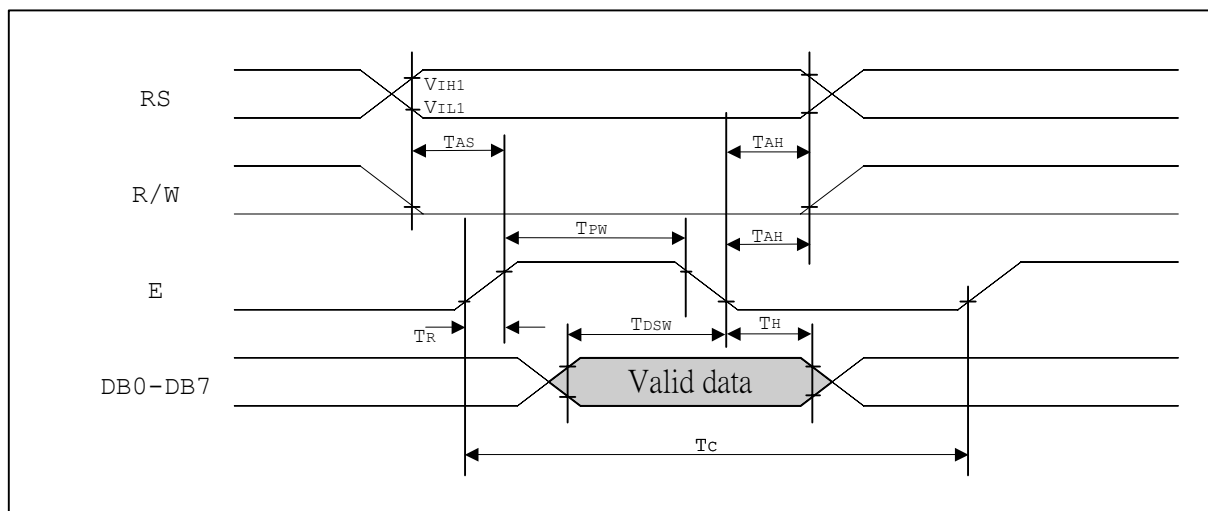 RS
VIH1
VIL1
TAS
TAH
R/W
TPW
TAH
E
TR
TDSW
TH
DB0-DB7
Valid data
TC